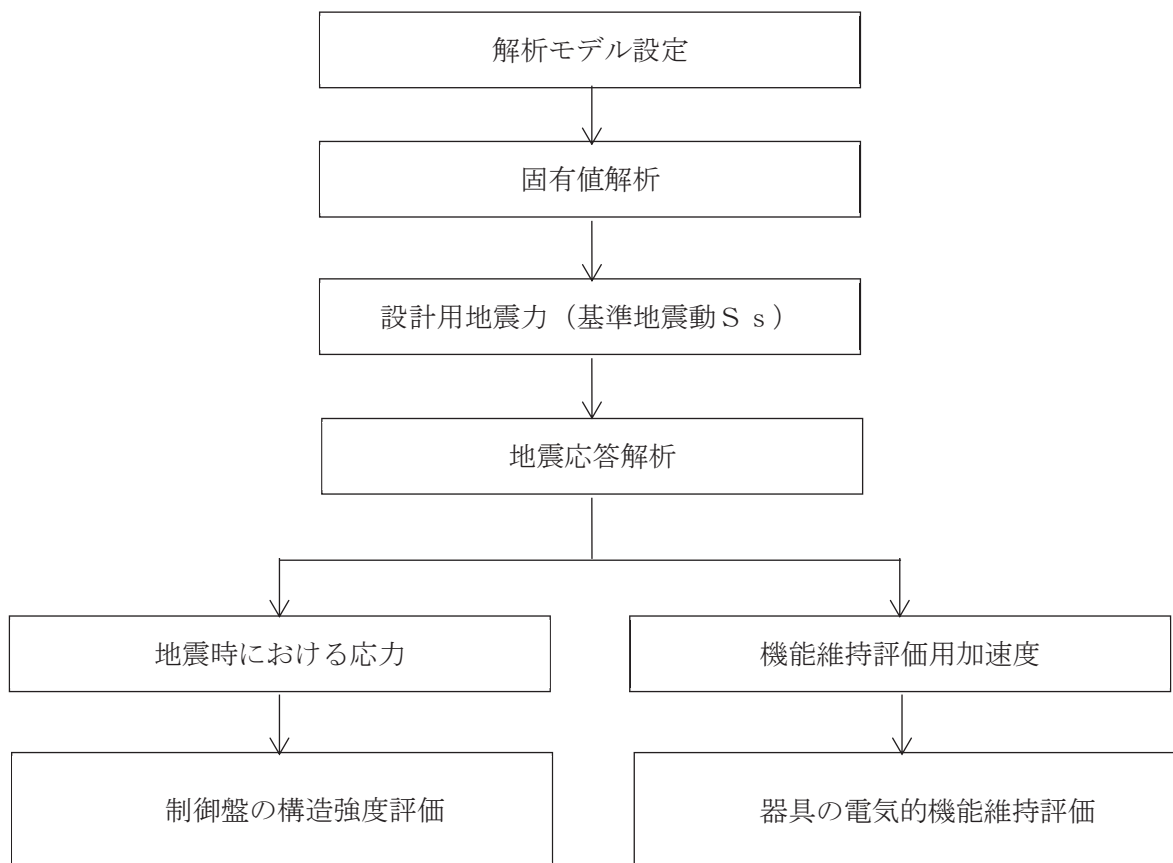 解析モデル設定
固有値解析
設計用地震力（基準地震動Ｓｓ）
地震応答解析
地震時における応力
機能維持評価用加速度
制御盤の構造強度評価
器具の電気的機能維持評価